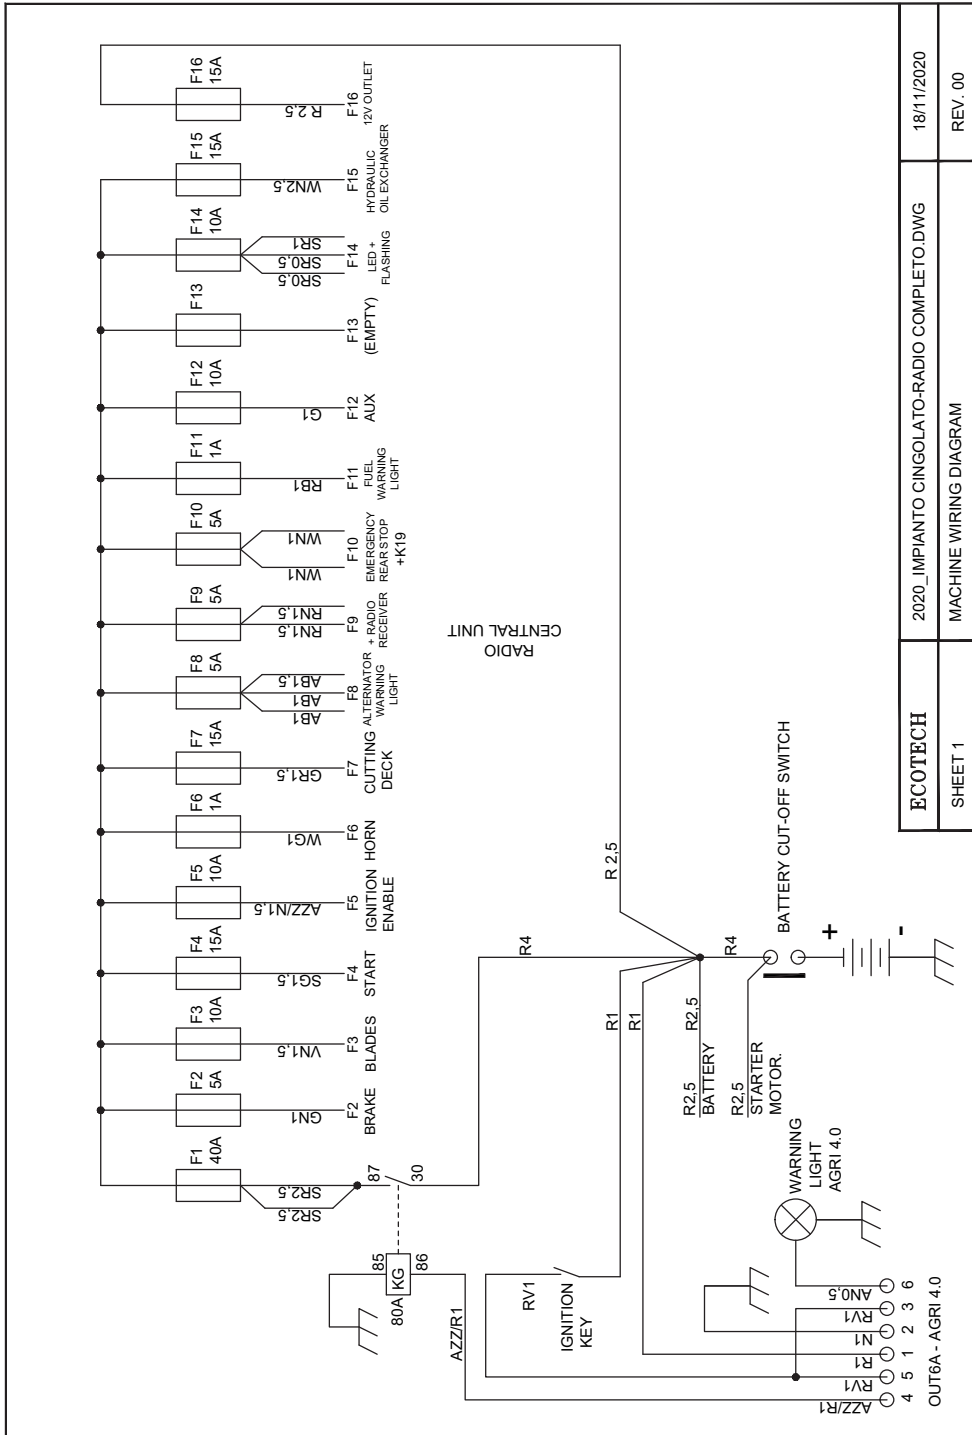 F1
40A
F2
5A
F3
10A
F4
15A
F5
10A
F6
1A
F7
15A
F8
5A
F9
5A
F10
5A
F11
1A
F12
10A
F13
F14
10A
F15
15A
F16
15A
SR2,5
SR2,5
GN1
VN1,5
SG1,5
AZZ/N1,5
WG1
GR1,5
AB1
AB1
AB1,5
RN1,5
RN1,5
WN1
WN1
RB1
G1
SR0,5
SR0,5
SR1
WN2,5
R 2,5
F2
BRAKE
F3
BLADES
F4
START
F5
IGNITION
ENABLE
F6
HORN
F7
CUTTING
DECK
F8
ALTERNATOR
WARNING
LIGHT
F9
+ RADIO
RECEIVER
F10
EMERGENCY
REAR STOP
+K19
F11
FUEL
WARNING
LIGHT
F12
AUX
F13
(EMPTY)
F14
LED +
FLASHING
F15
HYDRAULIC
OIL EXCHANGER
F16
12V OUTLET
87
30
85
86
KG
80A
AZZ/R1
RADIO
CENTRAL UNIT
R4
R 2,5
RV1
IGNITION
KEY
R1
R1
R2,5
R4
R2,5
BATTERY
R2,5
STARTER
MOTOR.
BATTERY CUT-OFF SWITCH
+
-
WARNING
LIGHT
AGRI 4.0
AZZ/R1
RV1
R1
N1
RV1
AN0,5
4
5
1
2
3
6
OUT6A - AGRI 4.0
ECOTECH
2020_IMPIANTO CINGOLATO-RADIO COMPLETO.DWG
18/11/2020
SHEET 1
MACHINE WIRING DIAGRAM
REV. 00